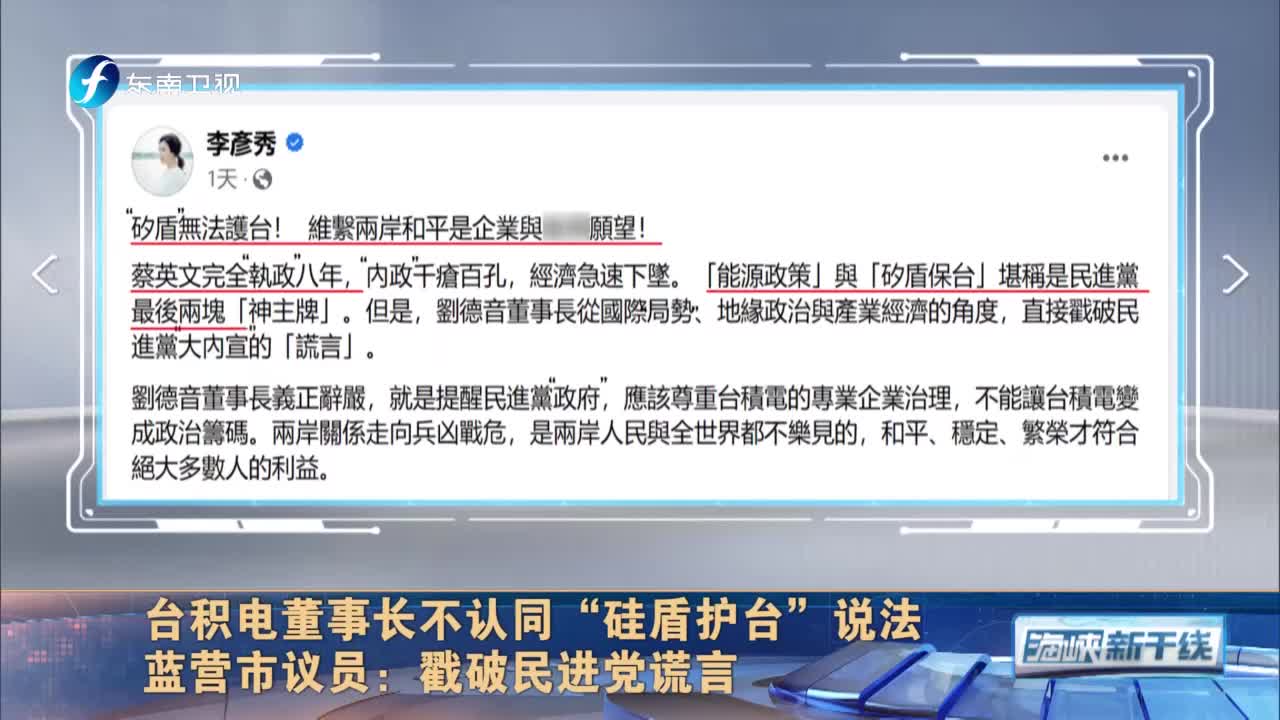 东南卫视
李彥秀
1天
“矽盾”無法護台！ 維繫兩岸和平是企業與 願望！
蔡英文完全“執政”八年，“內政”千瘡百孔，經濟急速下墜。「能源政策」與「矽盾保台」堪稱是民進黨
最後兩塊「神主牌」。但是，劉德音董事長從國際局勢、地緣政治與產業經濟的角度，直接戳破民
進黨“大內宣”的「謊言」。
劉德音董事長義正辭嚴，就是提醒民進黨“政府”，應該尊重台積電的專業企業治理，不能讓台積電變
成政治籌碼。兩岸關係走向兵凶戰危，是兩岸人民與全世界都不樂見的，和平、穩定、繁榮才符合
絕大多數人的利益。
台积电董事长不认同“硅盾护台”说法
蓝营市议员：戳破民进党谎言
海峡新干线